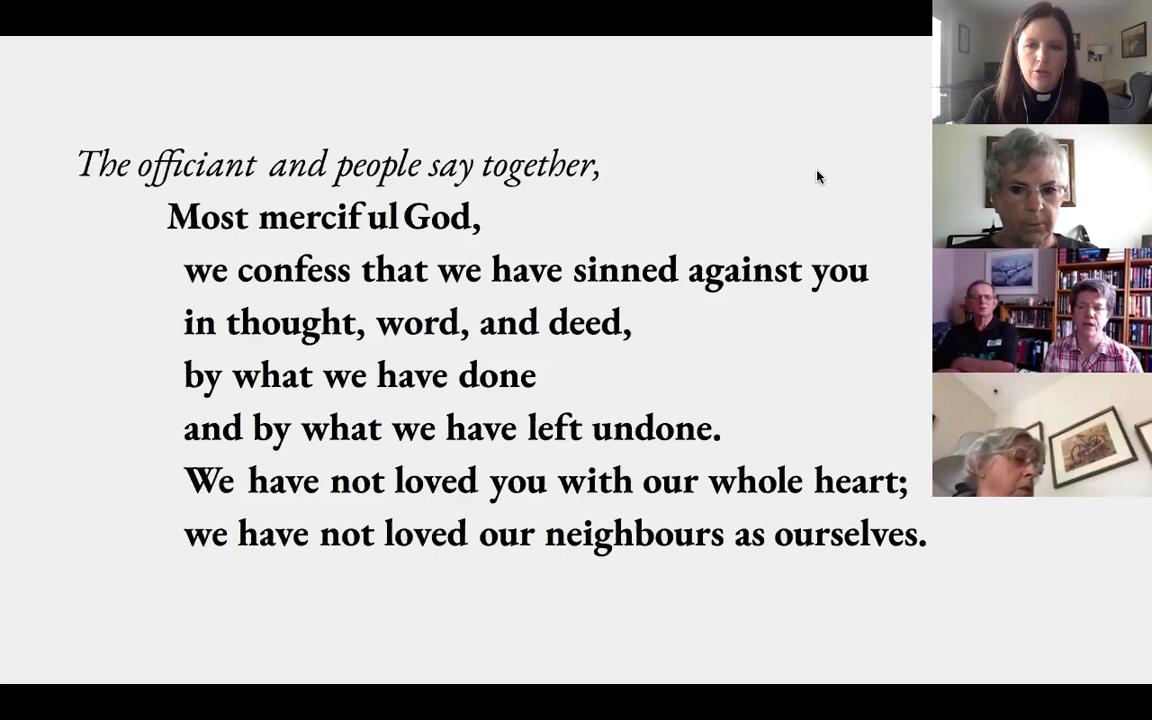 The officiant and people say together,
Most merciful God,
we confess that we have sinned against you
in thought, word, and deed,
by what we have done
and by what we have left undone.
We have not loved you with our whole heart;
we have not loved our neighbours as ourselves.